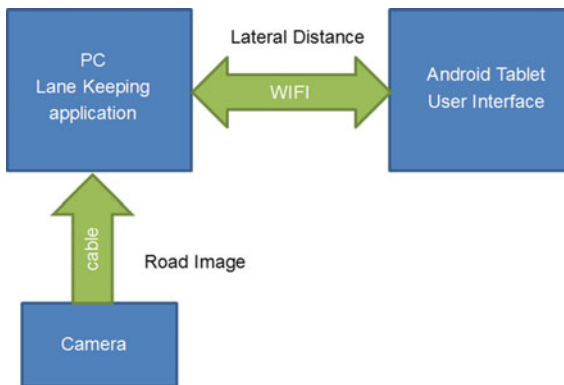 PC
Lane Keeping
application
Lateral Distance
WIFI
Android Tablet
User Interface
cable
Road Image
Camera